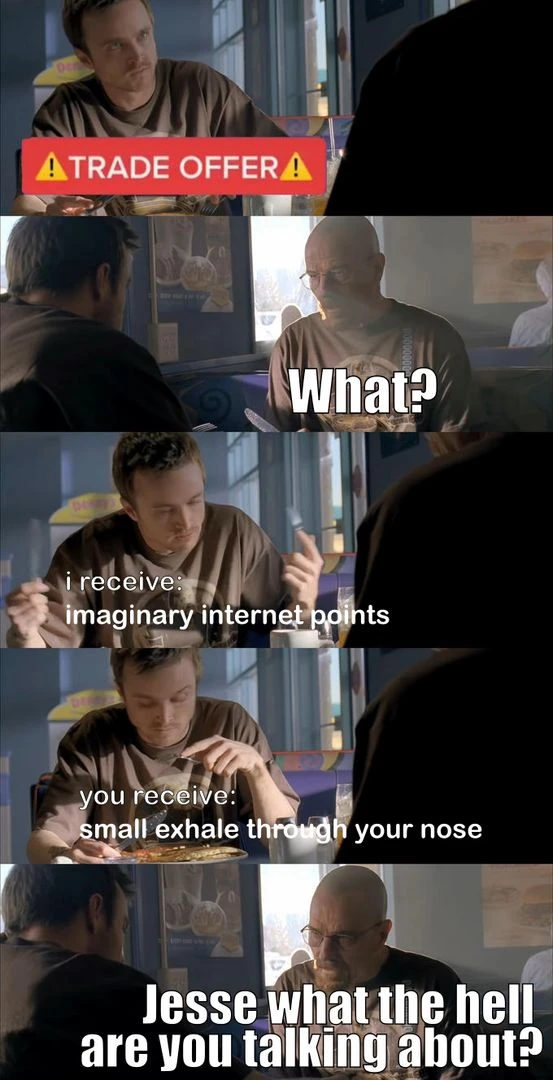 ⚠TRADE OFFER⚠
What?
i receive:
imaginary internet points
you receive:
small exhale through your nose
Jesse what the hell
are you talking about?